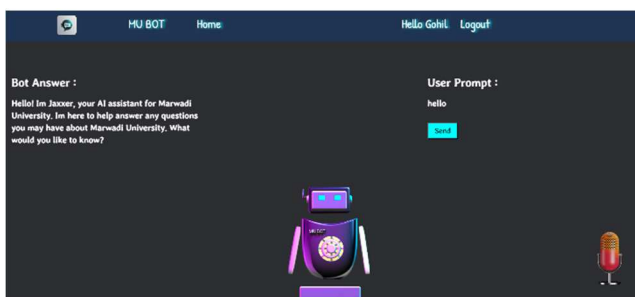 MU BOT Home Hello Gohil Logout
Bot Answer :
Hello! Im Jaxxer, your AI assistant for Marwadi
University. Im here to help answer any questions
you may have about Marwadi University. What
would you like to know?
User Prompt :
hello
Send
MU BOT